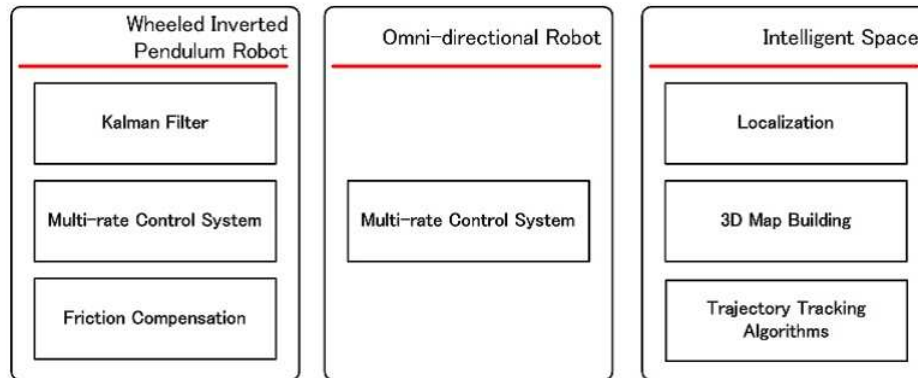 Wheeled Inverted
Pendulum Robot
Kalman Filter
Multi-rate Control System
Friction Compensation
Omni-directional Robot
Multi-rate Control System
Intelligent Space
Localization
3D Map Building
Trajectory Tracking
Algorithms